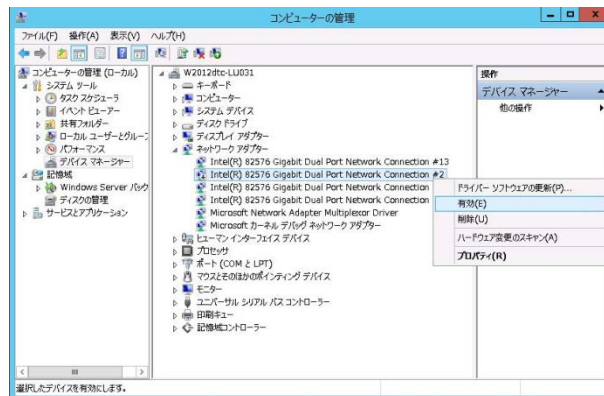 コンピューターの管理
ファイル(F) 操作(A) 表示(V) ヘルプ(H)
コンピューターの管理 (ローカル)
システム ツール
タスク スケジューラ
イベント ビューアー
共有フォルダー
ローカル ユーザーとグループ
パフォーマンス
デバイス マネージャー
記憶域
Windows Server バック
ディスクの管理
サービスとアプリケーション
W2012dtc-LU031
キーボード
コンピューター
システム デバイス
ディスク ドライブ
ディスプレイ アダプター
ネットワーク アダプター
Intel(R) 82576 Gigabit Dual Port Network Connection #13
Intel(R) 82576 Gigabit Dual Port Network Connection #2
Intel(R) 82576 Gigabit Dual Port Network Connection
Intel(R) 82576 Gigabit Dual Port Network Connection
Microsoft Network Adapter Multiplexor Driver
Microsoft カーネル デバッグ ネットワーク アダプター
ヒューマン インターフェイス デバイス
プロセッサ
ポート (COM と LPT)
マウスとそのほかのポインティング デバイス
モニター
ユニバーサル シリアル バス コントローラー
印刷キュー
記憶域コントローラー
ドライバー ソフトウェアの更新(P)...
有効(E)
削除(U)
ハードウェア変更のスキャン(A)
プロパティ(R)
操作
デバイス マネージャー
他の操作
選択したデバイスを有効にします。